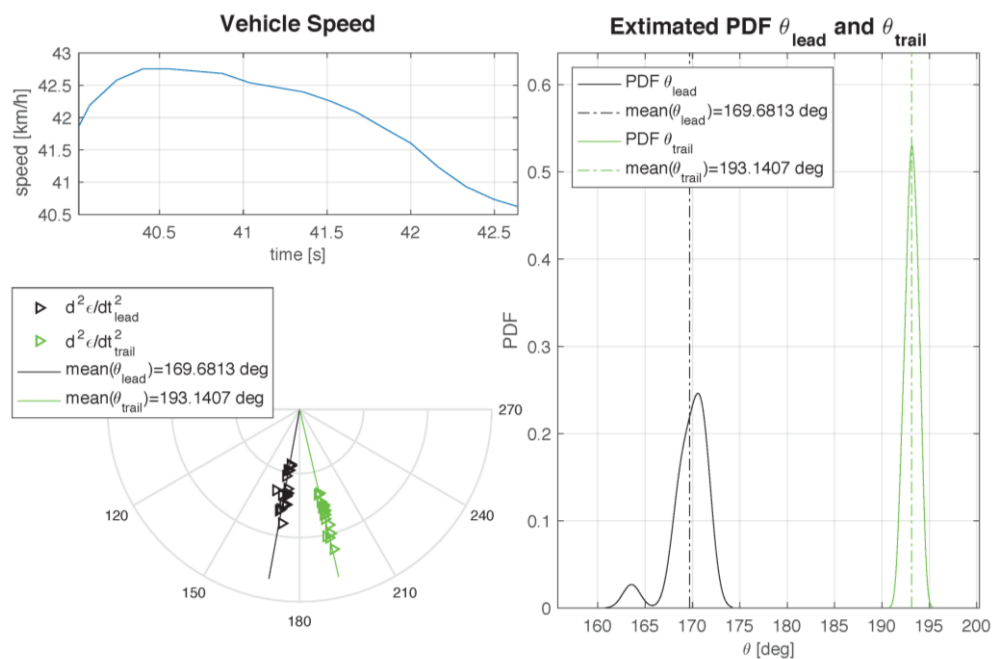 Vehicle Speed
43
42.5
42
41.5
41
40.5
speed [km/h]
40.5
41
41.5
42
42.5
time [s]
d²ϵ/dt²lead
d²ϵ/dt²trail
mean(θlead)=169.6813 deg
mean(θtrail)=193.1407 deg
270
120
240
150
210
180
Extimated PDF θlead and θtrail
PDF θlead
mean(θlead)=169.6813 deg
PDF θtrail
mean(θtrail)=193.1407 deg
0.6
0.5
0.4
0.3
0.2
0.1
0
PDF
160
165
170
175
180
185
190
195
200
θ [deg]